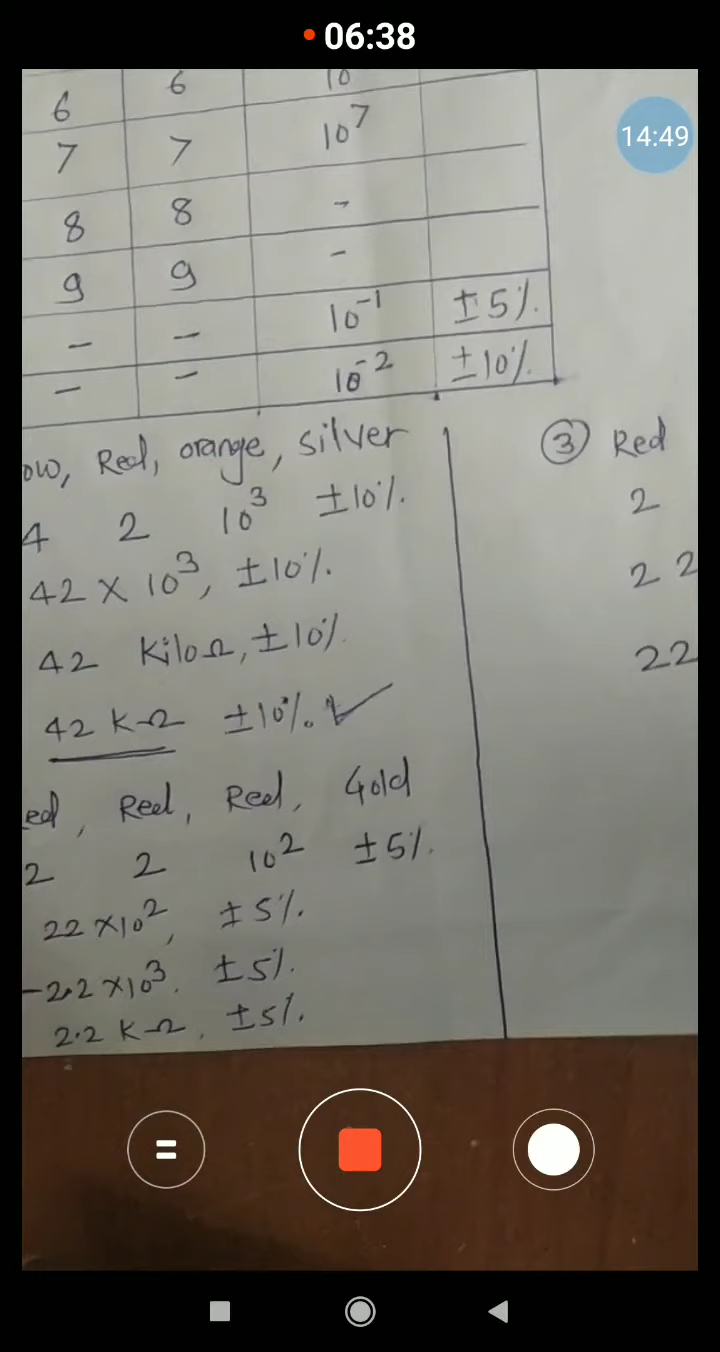 06:38
14:49
6 6 10
7 7 10⁷
8 8 -
9 9 -
- - 10⁻¹ ±5%.
- - 10⁻² ±10%.
ow, Red, orange, silver
4 2 10³ ±10%.
42 × 10³, ±10%.
42 KiloΩ, ±10%.
42 KΩ ±10%. ✓
ed, Red, Red, Gold
2 2 10² ±5%.
22 ×10², ±5%.
-2.2 ×10³. ±5%.
2.2 KΩ. ±5%.
③ Red
2
2 2
22